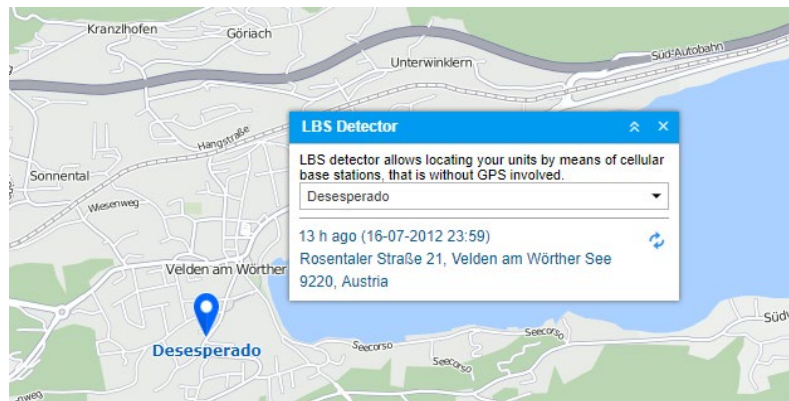 Kranzlhofen
Göriach
Süd-Autobahn
Unterwinklern
Hangstraße
LBS Detector
LBS detector allows locating your units by means of cellular
base stations, that is without GPS involved.
Desesperado
Sonnental
Wiesenweg
13 h ago (16-07-2012 23:59)
Rosentaler Straße 21, Velden am Wörther See
9220, Austria
Velden am Wörther
Desesperado
Seecorso
Seecorso
Seecorso